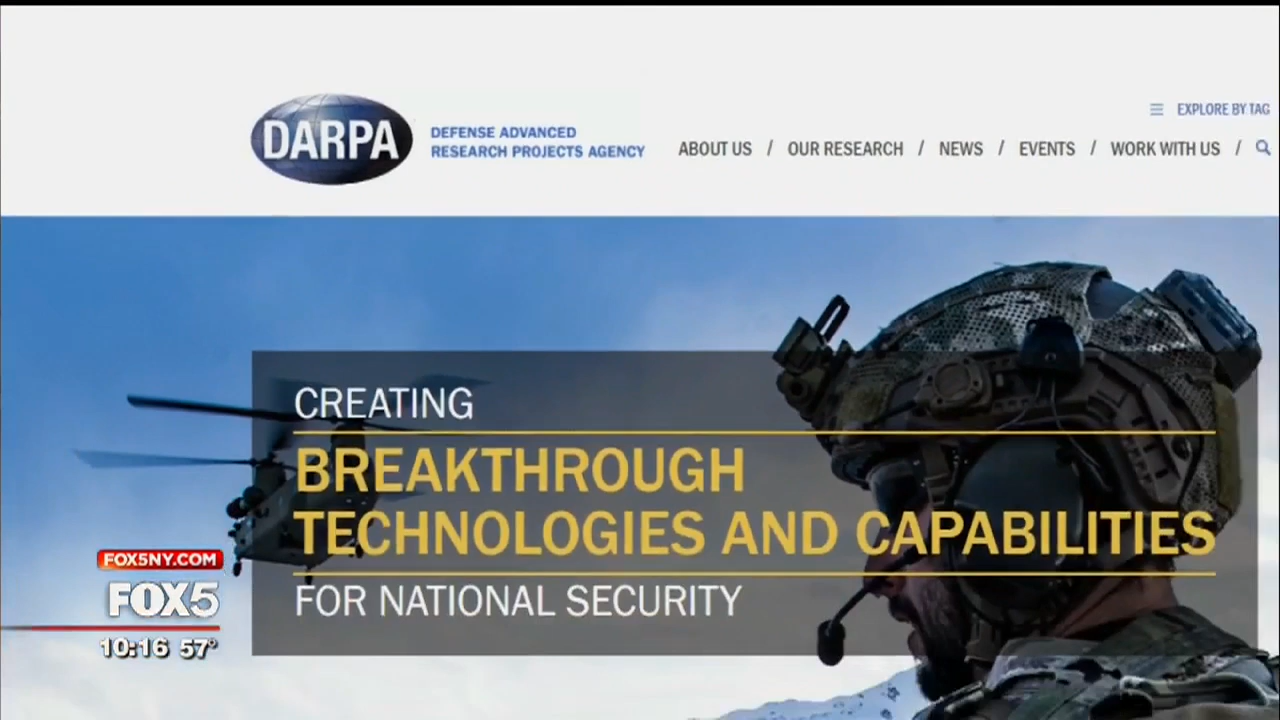 EXPLORE BY TAG
DARPA
DEFENSE ADVANCED
RESEARCH PROJECTS AGENCY
ABOUT US / OUR RESEARCH / NEWS / EVENTS / WORK WITH US /
CREATING
BREAKTHROUGH
TECHNOLOGIES AND CAPABILITIES
FOR NATIONAL SECURITY
FOX5NY.COM
FOX5
10:16 57°